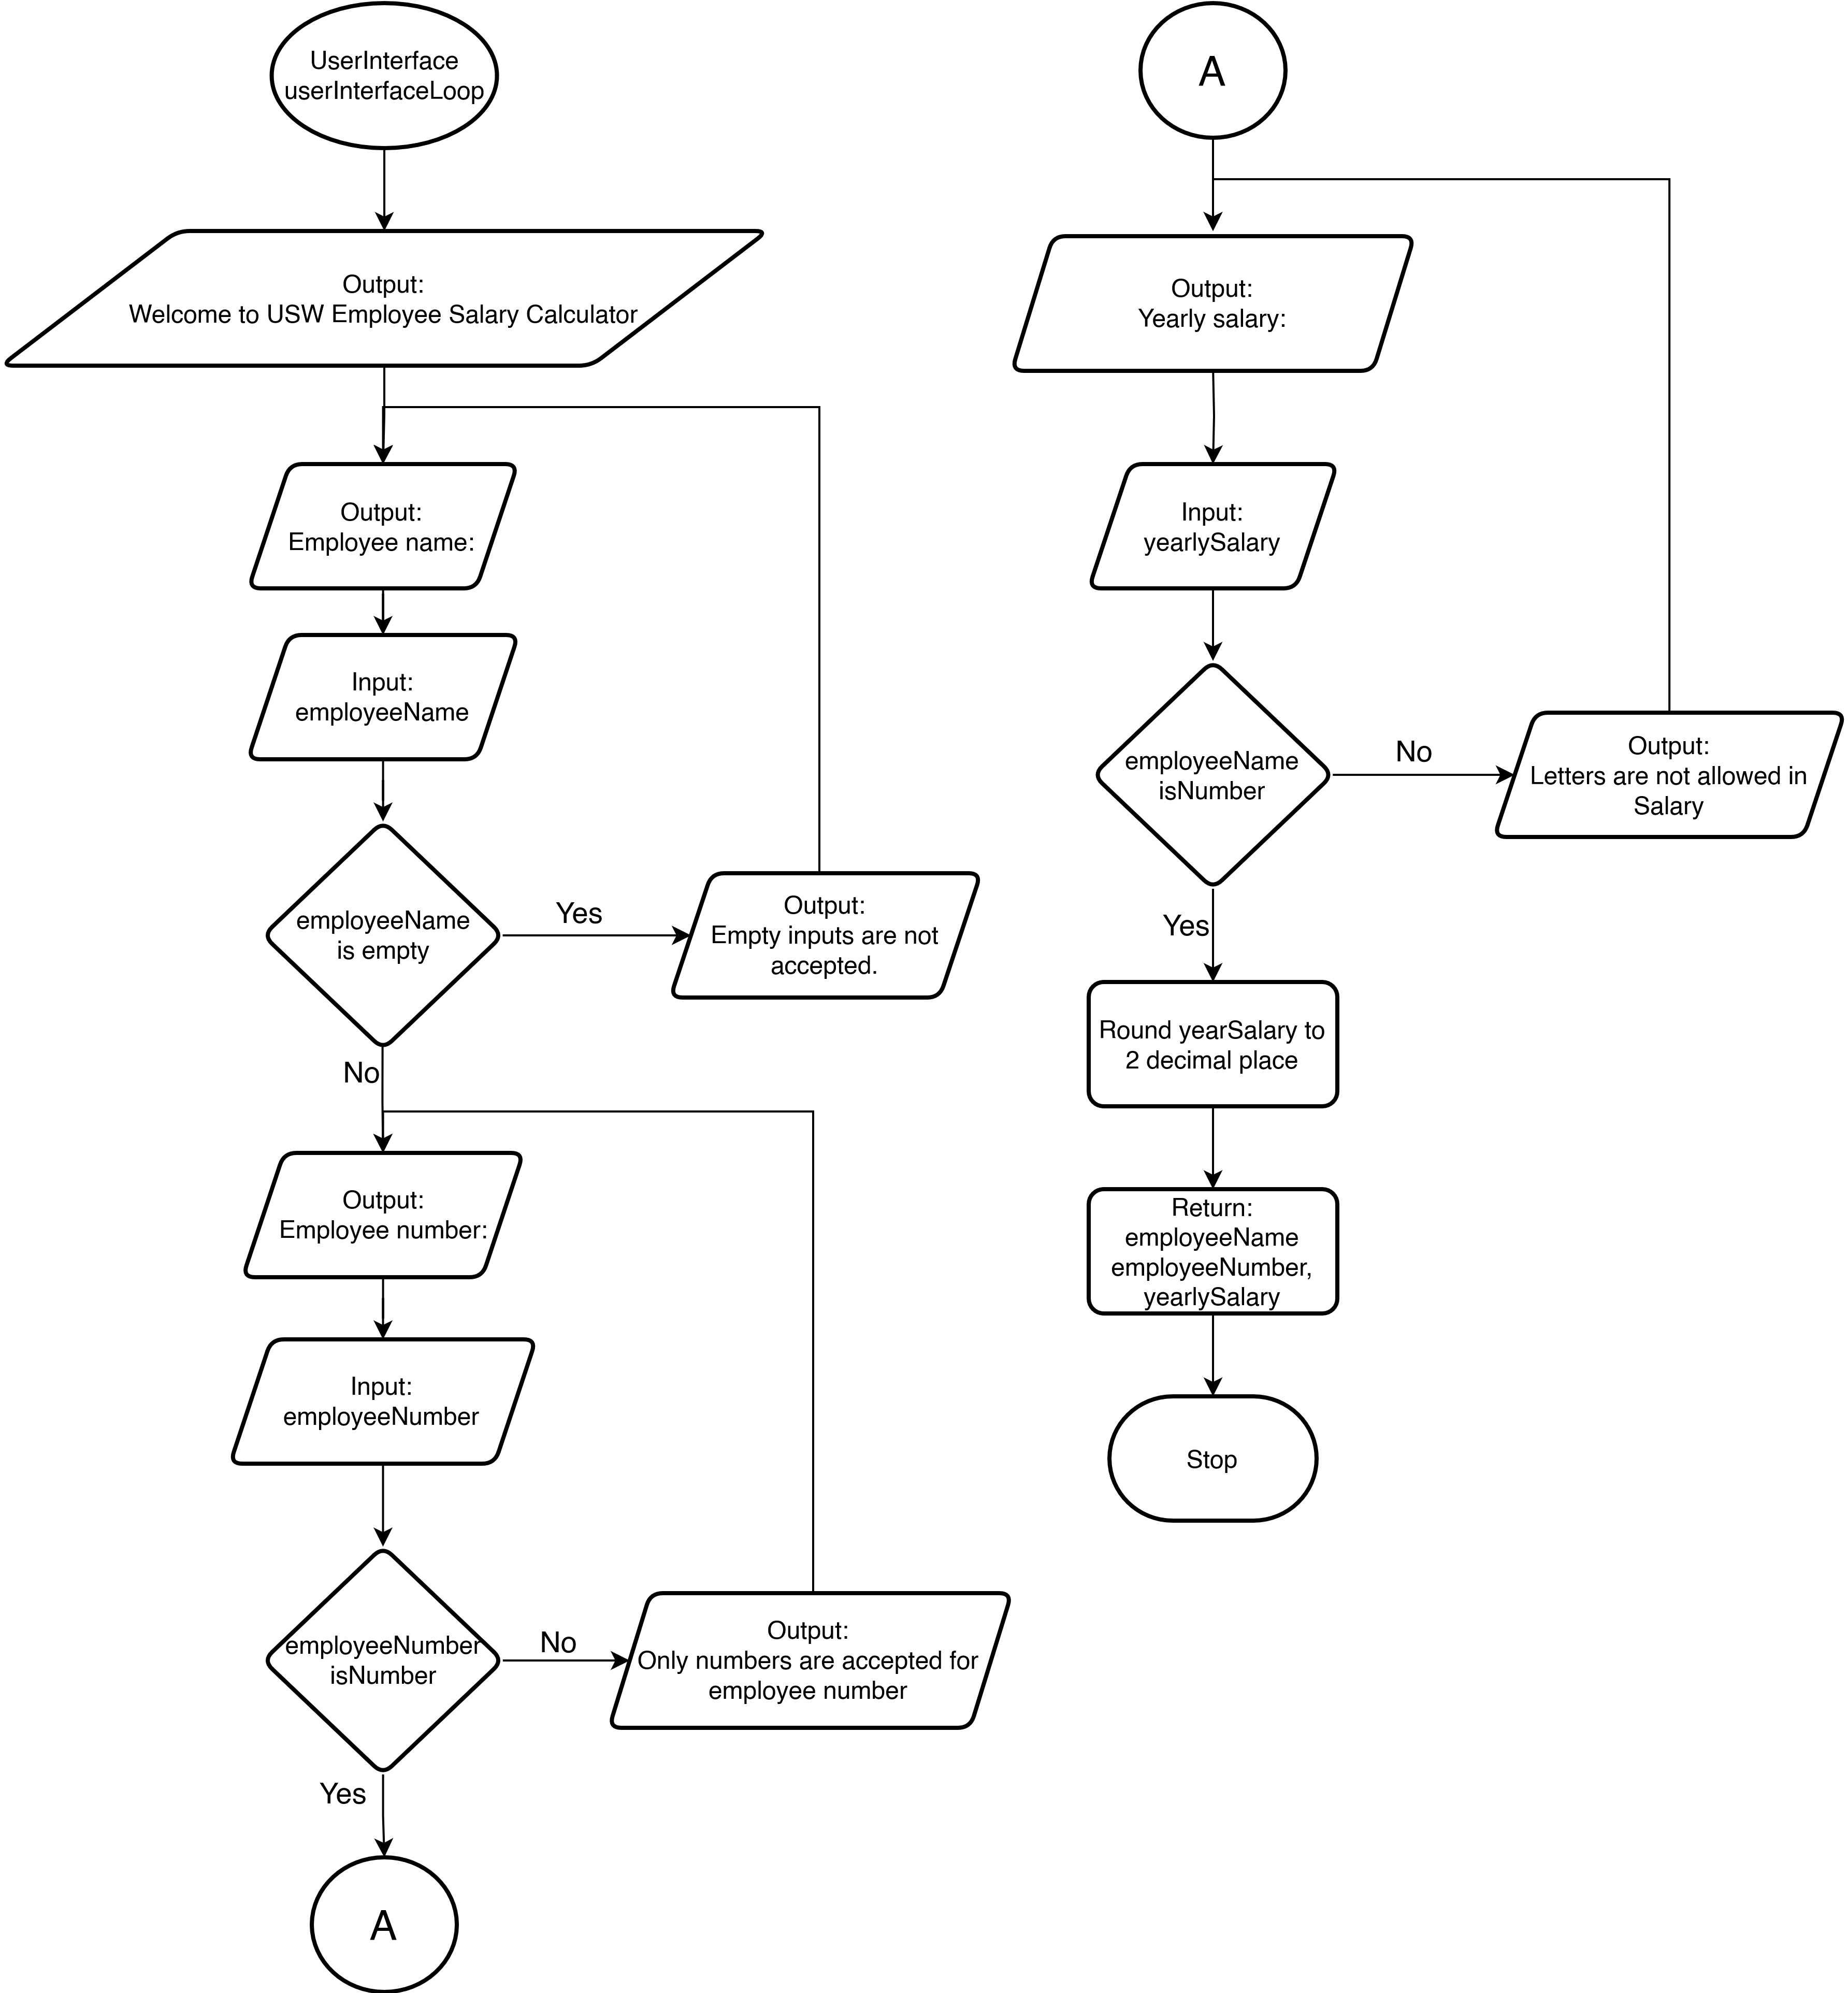 UserInterface
userInterfaceLoop
Output:
Welcome to USW Employee Salary Calculator
Output:
Employee name:
Input:
employeeName
employeeName
is empty
Yes
Output:
Empty inputs are not
accepted.
No
Output:
Employee number:
Input:
employeeNumber
employeeNumber
isNumber
No
Output:
Only numbers are accepted for
employee number
Yes
A
A
Output:
Yearly salary:
Input:
yearlySalary
employeeName
isNumber
No
Output:
Letters are not allowed in
Salary
Yes
Round yearSalary to
2 decimal place
Return:
employeeName
employeeNumber,
yearlySalary
Stop